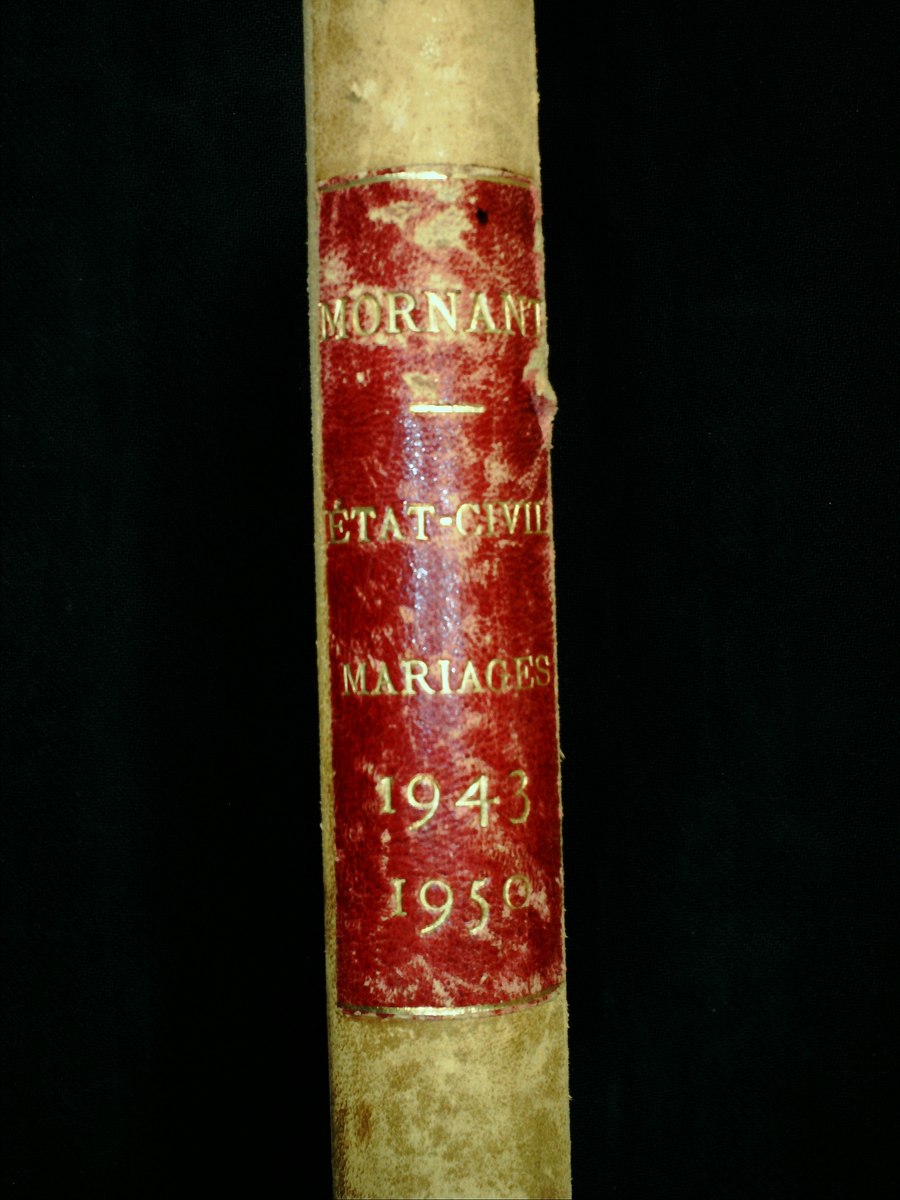 MORNANT
ÉTAT-CIVIL
MARIAGES
1943
1950